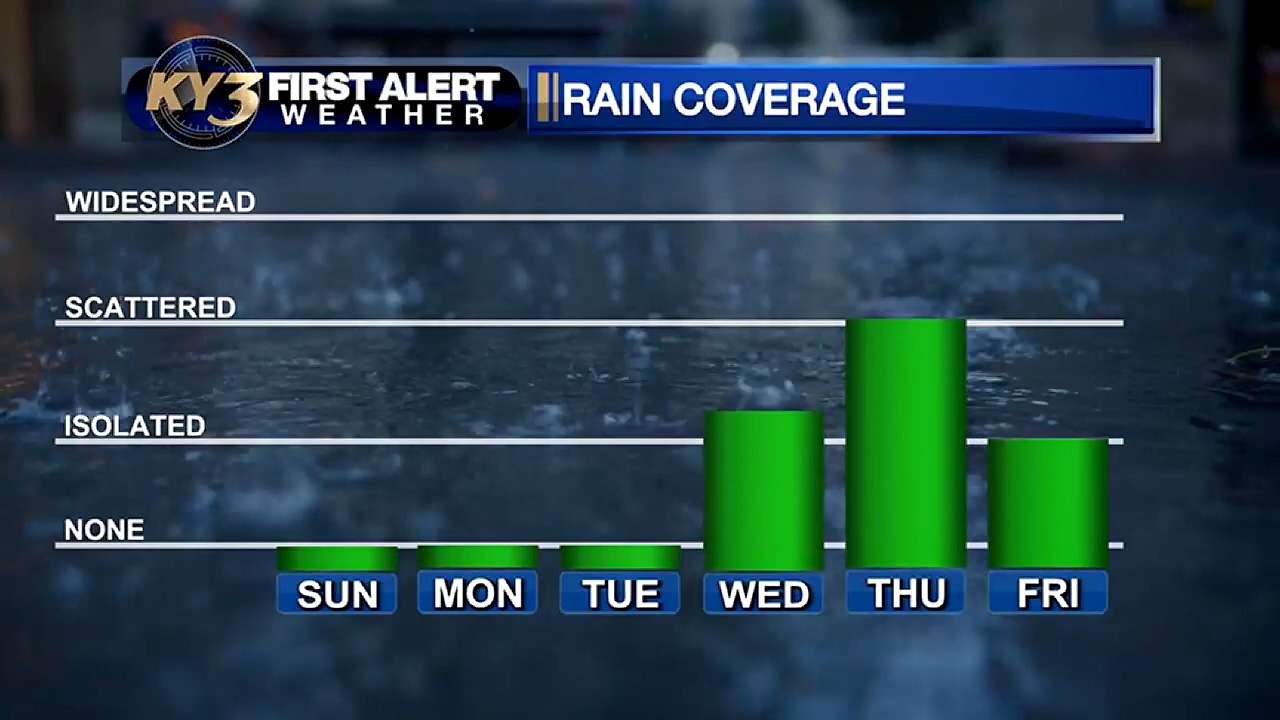 KY3 FIRST ALERT
WEATHER
RAIN COVERAGE
WIDESPREAD
SCATTERED
ISOLATED
NONE
SUN MON TUE WED THU FRI